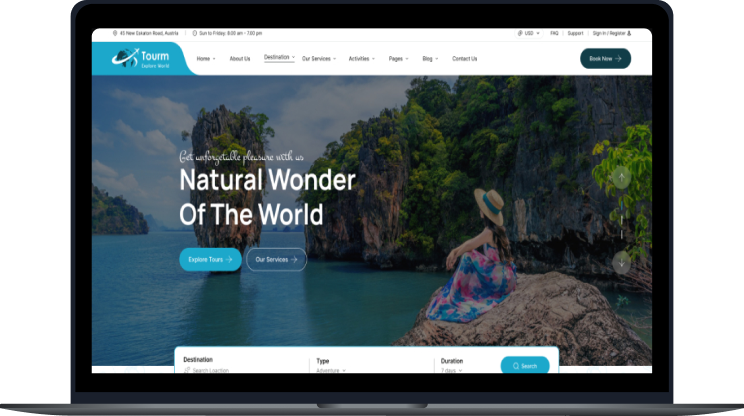 45 New Eskaton Road, Austria
Sun to Friday: 8.00 am - 7.00 pm
USD
FAQ
Support
Sign In / Register
Tourm
Explore World
Home
About Us
Destination
Our Services
Activities
Pages
Blog
Contact Us
Book Now
Get unforgetable pleasure with us
Natural Wonder
Of The World
Explore Tours
Our Services
Destination
Type
Duration
Search Loaction
Adventure
7 days
Search